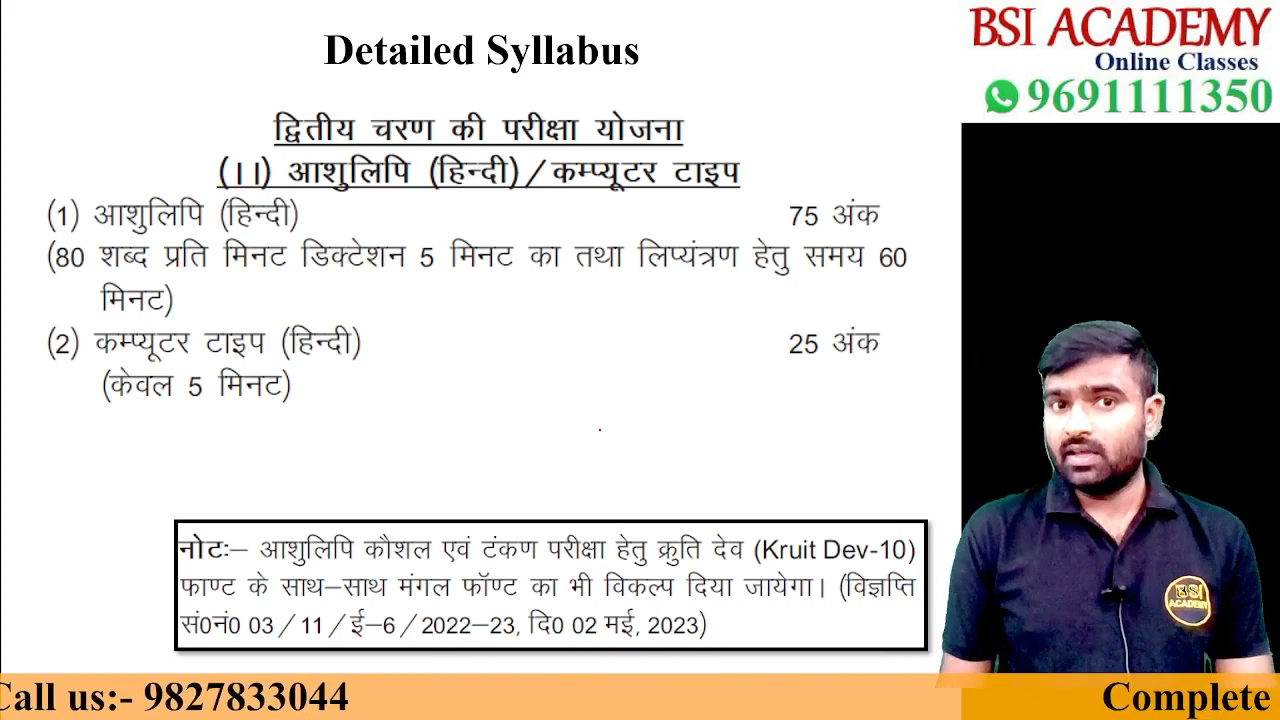 Detailed Syllabus
BSI ACADEMY
Online Classes
9691111350
द्वितीय चरण की परीक्षा योजना
(।।) आशुलिपि (हिन्दी)/कम्प्यूटर टाइप
(1) आशुलिपि (हिन्दी) 75 अंक
(80 शब्द प्रति मिनट डिक्टेशन 5 मिनट का तथा लिप्यंत्रण हेतु समय 60
मिनट)
(2) कम्प्यूटर टाइप (हिन्दी) 25 अंक
(केवल 5 मिनट)
नोटः– आशुलिपि कौशल एवं टंकण परीक्षा हेतु क्रुति देव (Kruit Dev-10)
फाण्ट के साथ–साथ मंगल फॉण्ट का भी विकल्प दिया जायेगा। (विज्ञप्ति
सं0नं0 03/11/ई–6/2022–23, दि0 02 मई, 2023)
BSI
ACADEMY
Call us:- 9827833044 Complete